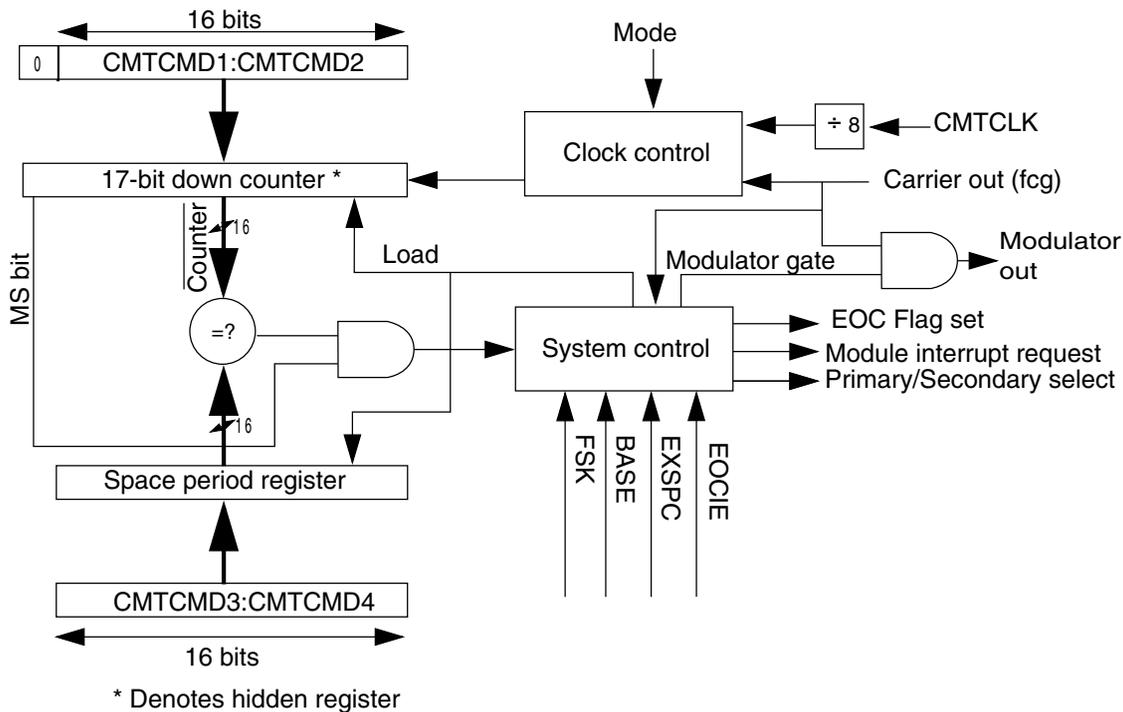 16 bits
0 CMTCMD1:CMTCMD2
Mode
÷ 8
CMTCLK
Clock control
17-bit down counter *
Carrier out (fcg)
MS bit
Counter
16
Load
Modulator gate
Modulator
out
=?
System control
EOC Flag set
Module interrupt request
Primary/Secondary select
16
FSK
BASE
EXSPC
EOCIE
Space period register
CMTCMD3:CMTCMD4
16 bits
* Denotes hidden register